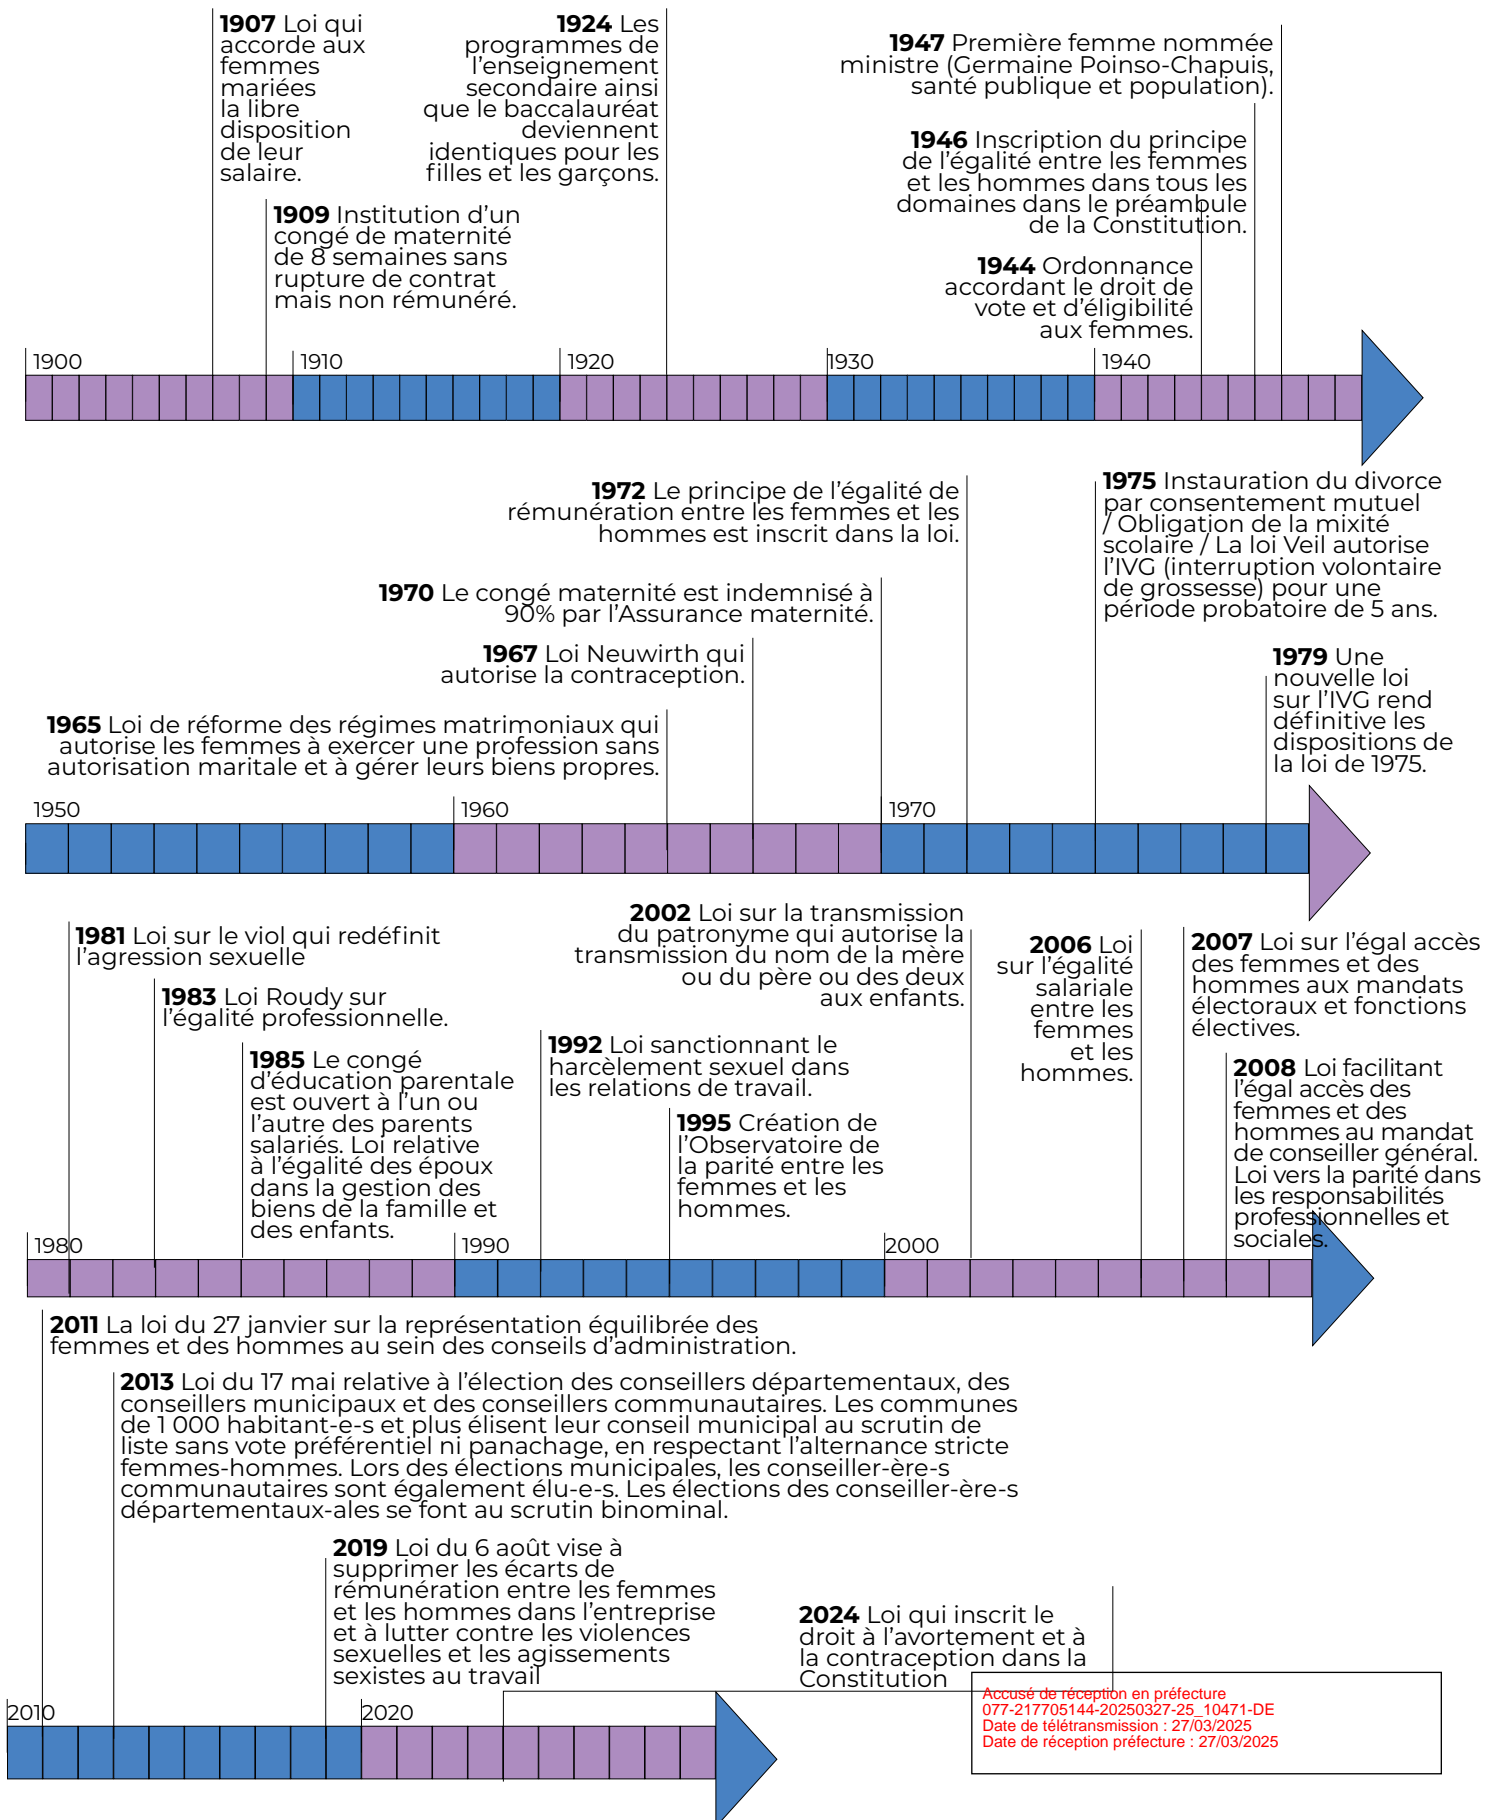 1907 Loi qui
accorde aux
femmes
mariées
la libre
disposition
de leur
salaire.
1909 Institution d’un
congé de maternité
de 8 semaines sans
rupture de contrat
mais non rémunéré.
1924 Les
programmes de
l’enseignement
secondaire ainsi
que le baccalauréat
deviennent
identiques pour les
filles et les garçons.
1947 Première femme nommée
ministre (Germaine Poinso-Chapuis,
santé publique et population).
1946 Inscription du principe
de l’égalité entre les femmes
et les hommes dans tous les
domaines dans le préambule
de la Constitution.
1944 Ordonnance
accordant le droit de
vote et d’éligibilité
aux femmes.
1900
1910
1920
1930
1940
1972 Le principe de l’égalité de
rémunération entre les femmes et les
hommes est inscrit dans la loi.
1970 Le congé maternité est indemnisé à
90% par l’Assurance maternité.
1967 Loi Neuwirth qui
autorise la contraception.
1965 Loi de réforme des régimes matrimoniaux qui
autorise les femmes à exercer une profession sans
autorisation maritale et à gérer leurs biens propres.
1975 Instauration du divorce
par consentement mutuel
/ Obligation de la mixité
scolaire / La loi Veil autorise
l’IVG (interruption volontaire
de grossesse) pour une
période probatoire de 5 ans.
1979 Une
nouvelle loi
sur l’IVG rend
définitive les
dispositions de
la loi de 1975.
1950
1960
1970
1981 Loi sur le viol qui redéfinit
l’agression sexuelle
1983 Loi Roudy sur
l’égalité professionnelle.
1985 Le congé
d’éducation parentale
est ouvert à l’un ou
l’autre des parents
salariés. Loi relative
à l’égalité des époux
dans la gestion des
biens de la famille et
des enfants.
1992 Loi sanctionnant le
harcèlement sexuel dans
les relations de travail.
1995 Création de
l’Observatoire de
la parité entre les
femmes et les
hommes.
2002 Loi sur la transmission
du patronyme qui autorise la
transmission du nom de la mère
ou du père ou des deux
aux enfants.
2006 Loi
sur l’égalité
salariale
entre les
femmes
et les
hommes.
2007 Loi sur l’égal accès
des femmes et des
hommes aux mandats
électoraux et fonctions
électives.
2008 Loi facilitant
l’égal accès des
femmes et des
hommes au mandat
de conseiller général.
Loi vers la parité dans
les responsabilités
professionnelles et
sociales.
1980
1990
2000
2011 La loi du 27 janvier sur la représentation équilibrée des
femmes et des hommes au sein des conseils d’administration.
2013 Loi du 17 mai relative à l’élection des conseillers départementaux, des
conseillers municipaux et des conseillers communautaires. Les communes
de 1 000 habitant-e-s et plus élisent leur conseil municipal au scrutin de
liste sans vote préférentiel ni panachage, en respectant l’alternance stricte
femmes-hommes. Lors des élections municipales, les conseiller-ère-s
communautaires sont également élu-e-s. Les élections des conseiller-ère-s
départementaux-ales se font au scrutin binominal.
2019 Loi du 6 août vise à
supprimer les écarts de
rémunération entre les femmes
et les hommes dans l’entreprise
et à lutter contre les violences
sexuelles et les agissements
sexistes au travail
2024 Loi qui inscrit le
droit à l’avortement et à
la contraception dans la
Constitution
2010
2020
Accusé de réception en préfecture
077-217705144-20250327-25_10471-DE
Date de télétransmission : 27/03/2025
Date de réception préfecture : 27/03/2025